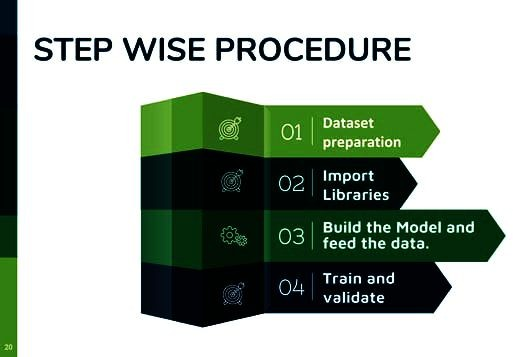 STEP WISE PROCEDURE
01
Dataset
preparation
02
Import
Libraries
03
Build the Model and
feed the data.
04
Train and
validate
20